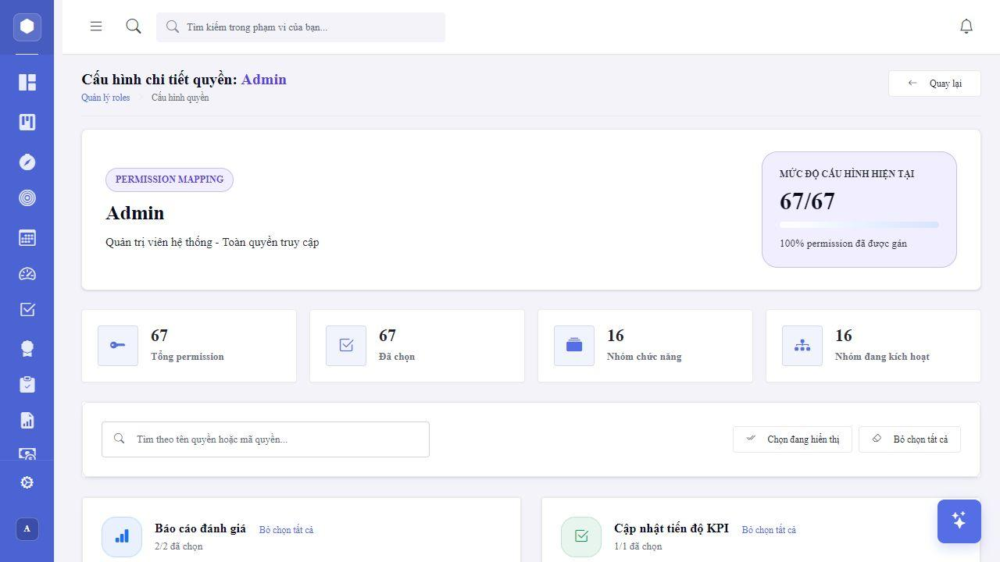 Tìm kiếm trong phạm vi của bạn...
Cấu hình chi tiết quyền: Admin
Quản lý roles
Cấu hình quyền
Quay lại
PERMISSION MAPPING
Admin
Quản trị viên hệ thống - Toàn quyền truy cập
MỨC ĐỘ CẤU HÌNH HIỆN TẠI
67/67
100% permission đã được gán
67
Tổng permission
67
Đã chọn
16
Nhóm chức năng
16
Nhóm đang kích hoạt
Tìm theo tên quyền hoặc mã quyền...
Chọn đang hiển thị
Bỏ chọn tất cả
Báo cáo đánh giá
Bỏ chọn tất cả
2/2 đã chọn
Cập nhật tiến độ KPI
Bỏ chọn tất cả
1/1 đã chọn
A